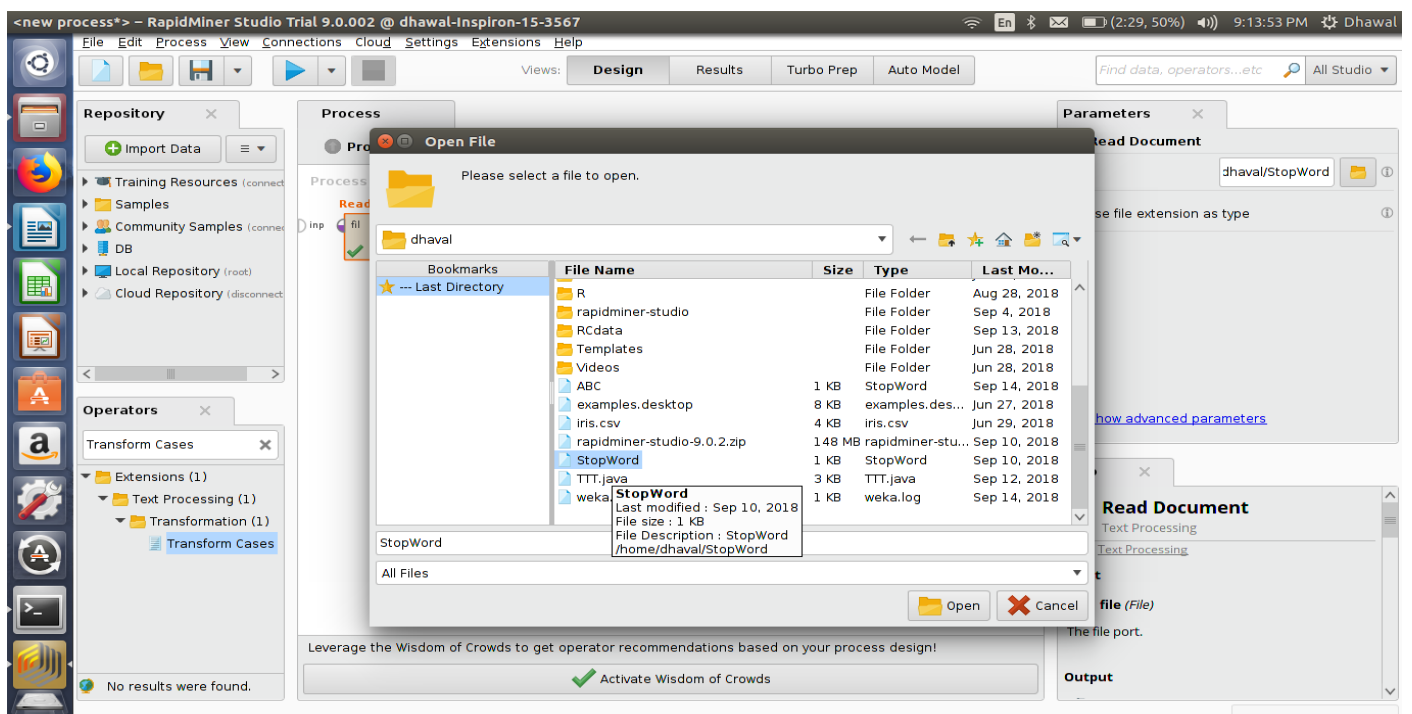 <new process*> – RapidMiner Studio Trial 9.0.002 @ dhawal-Inspiron-15-3567
En (2:29, 50%) 9:13:53 PM Dhawal
File Edit Process View Connections Cloud Settings Extensions Help
Views: Design Results Turbo Prep Auto Model
Find data, operators...etc All Studio
Repository
Import Data
Training Resources (connect
Samples
Community Samples (connec
DB
Local Repository (root)
Cloud Repository (disconnect
Operators
Transform Cases
Extensions (1)
Text Processing (1)
Transformation (1)
Transform Cases
No results were found.
Process
Pro
Process
Read
inp fil
Open File
Please select a file to open.
dhaval
Bookmarks
--- Last Directory
File Name Size Type Last Mo...
R File Folder Aug 28, 2018
rapidminer-studio File Folder Sep 4, 2018
RCdata File Folder Sep 13, 2018
Templates File Folder Jun 28, 2018
Videos File Folder Jun 28, 2018
ABC 1 KB StopWord Sep 14, 2018
examples.desktop 8 KB examples.des... Jun 27, 2018
iris.csv 4 KB iris.csv Jun 29, 2018
rapidminer-studio-9.0.2.zip 148 MB rapidminer-stu... Sep 10, 2018
StopWord 1 KB StopWord Sep 10, 2018
TTT.java 3 KB TTT.java Sep 12, 2018
weka. 1 KB weka.log Sep 14, 2018
StopWord
Last modified : Sep 10, 2018
File size : 1 KB
File Description : StopWord
/home/dhaval/StopWord
StopWord
All Files
Open Cancel
Leverage the Wisdom of Crowds to get operator recommendations based on your process design!
Activate Wisdom of Crowds
Parameters
Read Document
dhaval/StopWord
se file extension as type
how advanced parameters
Read Document
Text Processing
Text Processing
t
file (File)
The file port.
Output